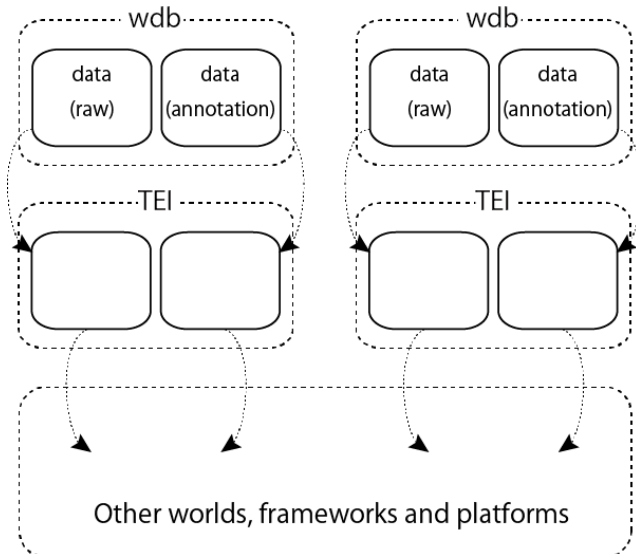 wdb wdb
data data data data
(raw) (annotation) (raw) (annotation)
TEI TEI
Other worlds, frameworks and platforms